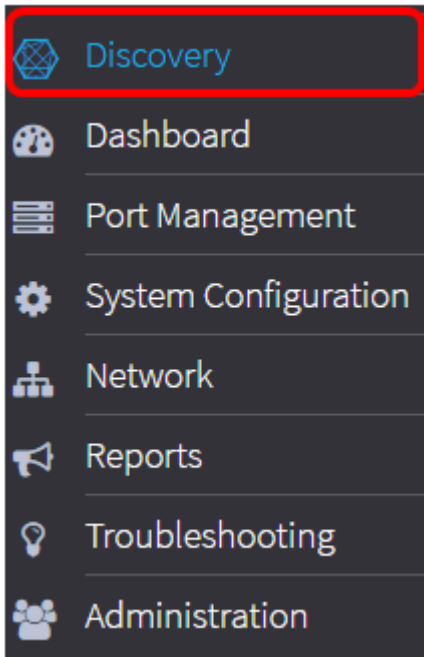 Discovery
Dashboard
Port Management
System Configuration
Network
Reports
Troubleshooting
Administration